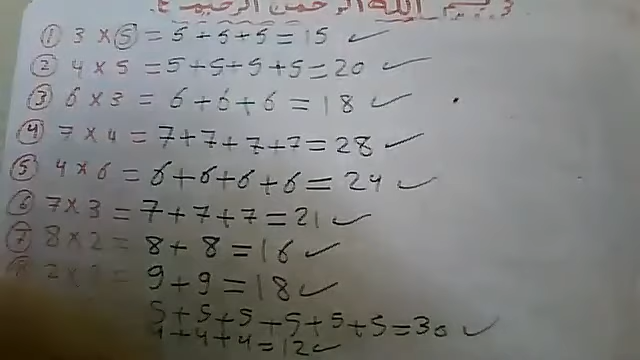 بسم الله الرحمن الرحيم
① 3 × 5 = 5 + 5 + 5 = 15 ✓
② 4 × 5 = 5 + 5 + 5 + 5 = 20 ✓
③ 6 × 3 = 6 + 6 + 6 = 18 ✓
④ 7 × 4 = 7 + 7 + 7 + 7 = 28 ✓
⑤ 4 × 6 = 6 + 6 + 6 + 6 = 24 ✓
⑥ 7 × 3 = 7 + 7 + 7 = 21 ✓
⑦ 8 × 2 = 8 + 8 = 16 ✓
⑧ 2 × = 9 + 9 = 18 ✓
5 + 5 + 5 + 5 + 5 + 5 = 30 ✓
4 + 4 + 4 = 12 ✓